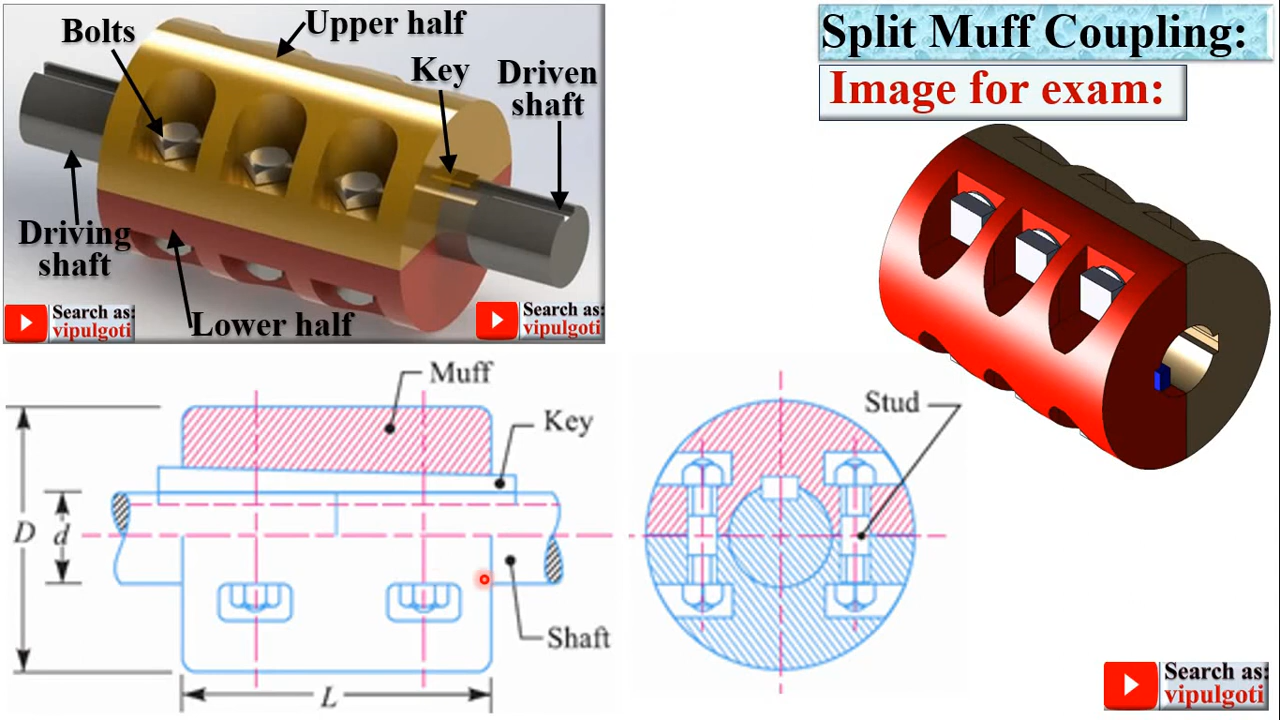 Split Muff Coupling:
Image for exam:
Bolts
Upper half
Key
Driven
shaft
Driving
shaft
Lower half
Search as:
vipulgoti
Search as:
vipulgoti
Muff
Key
D
d
Shaft
L
Stud
Search as:
vipulgoti